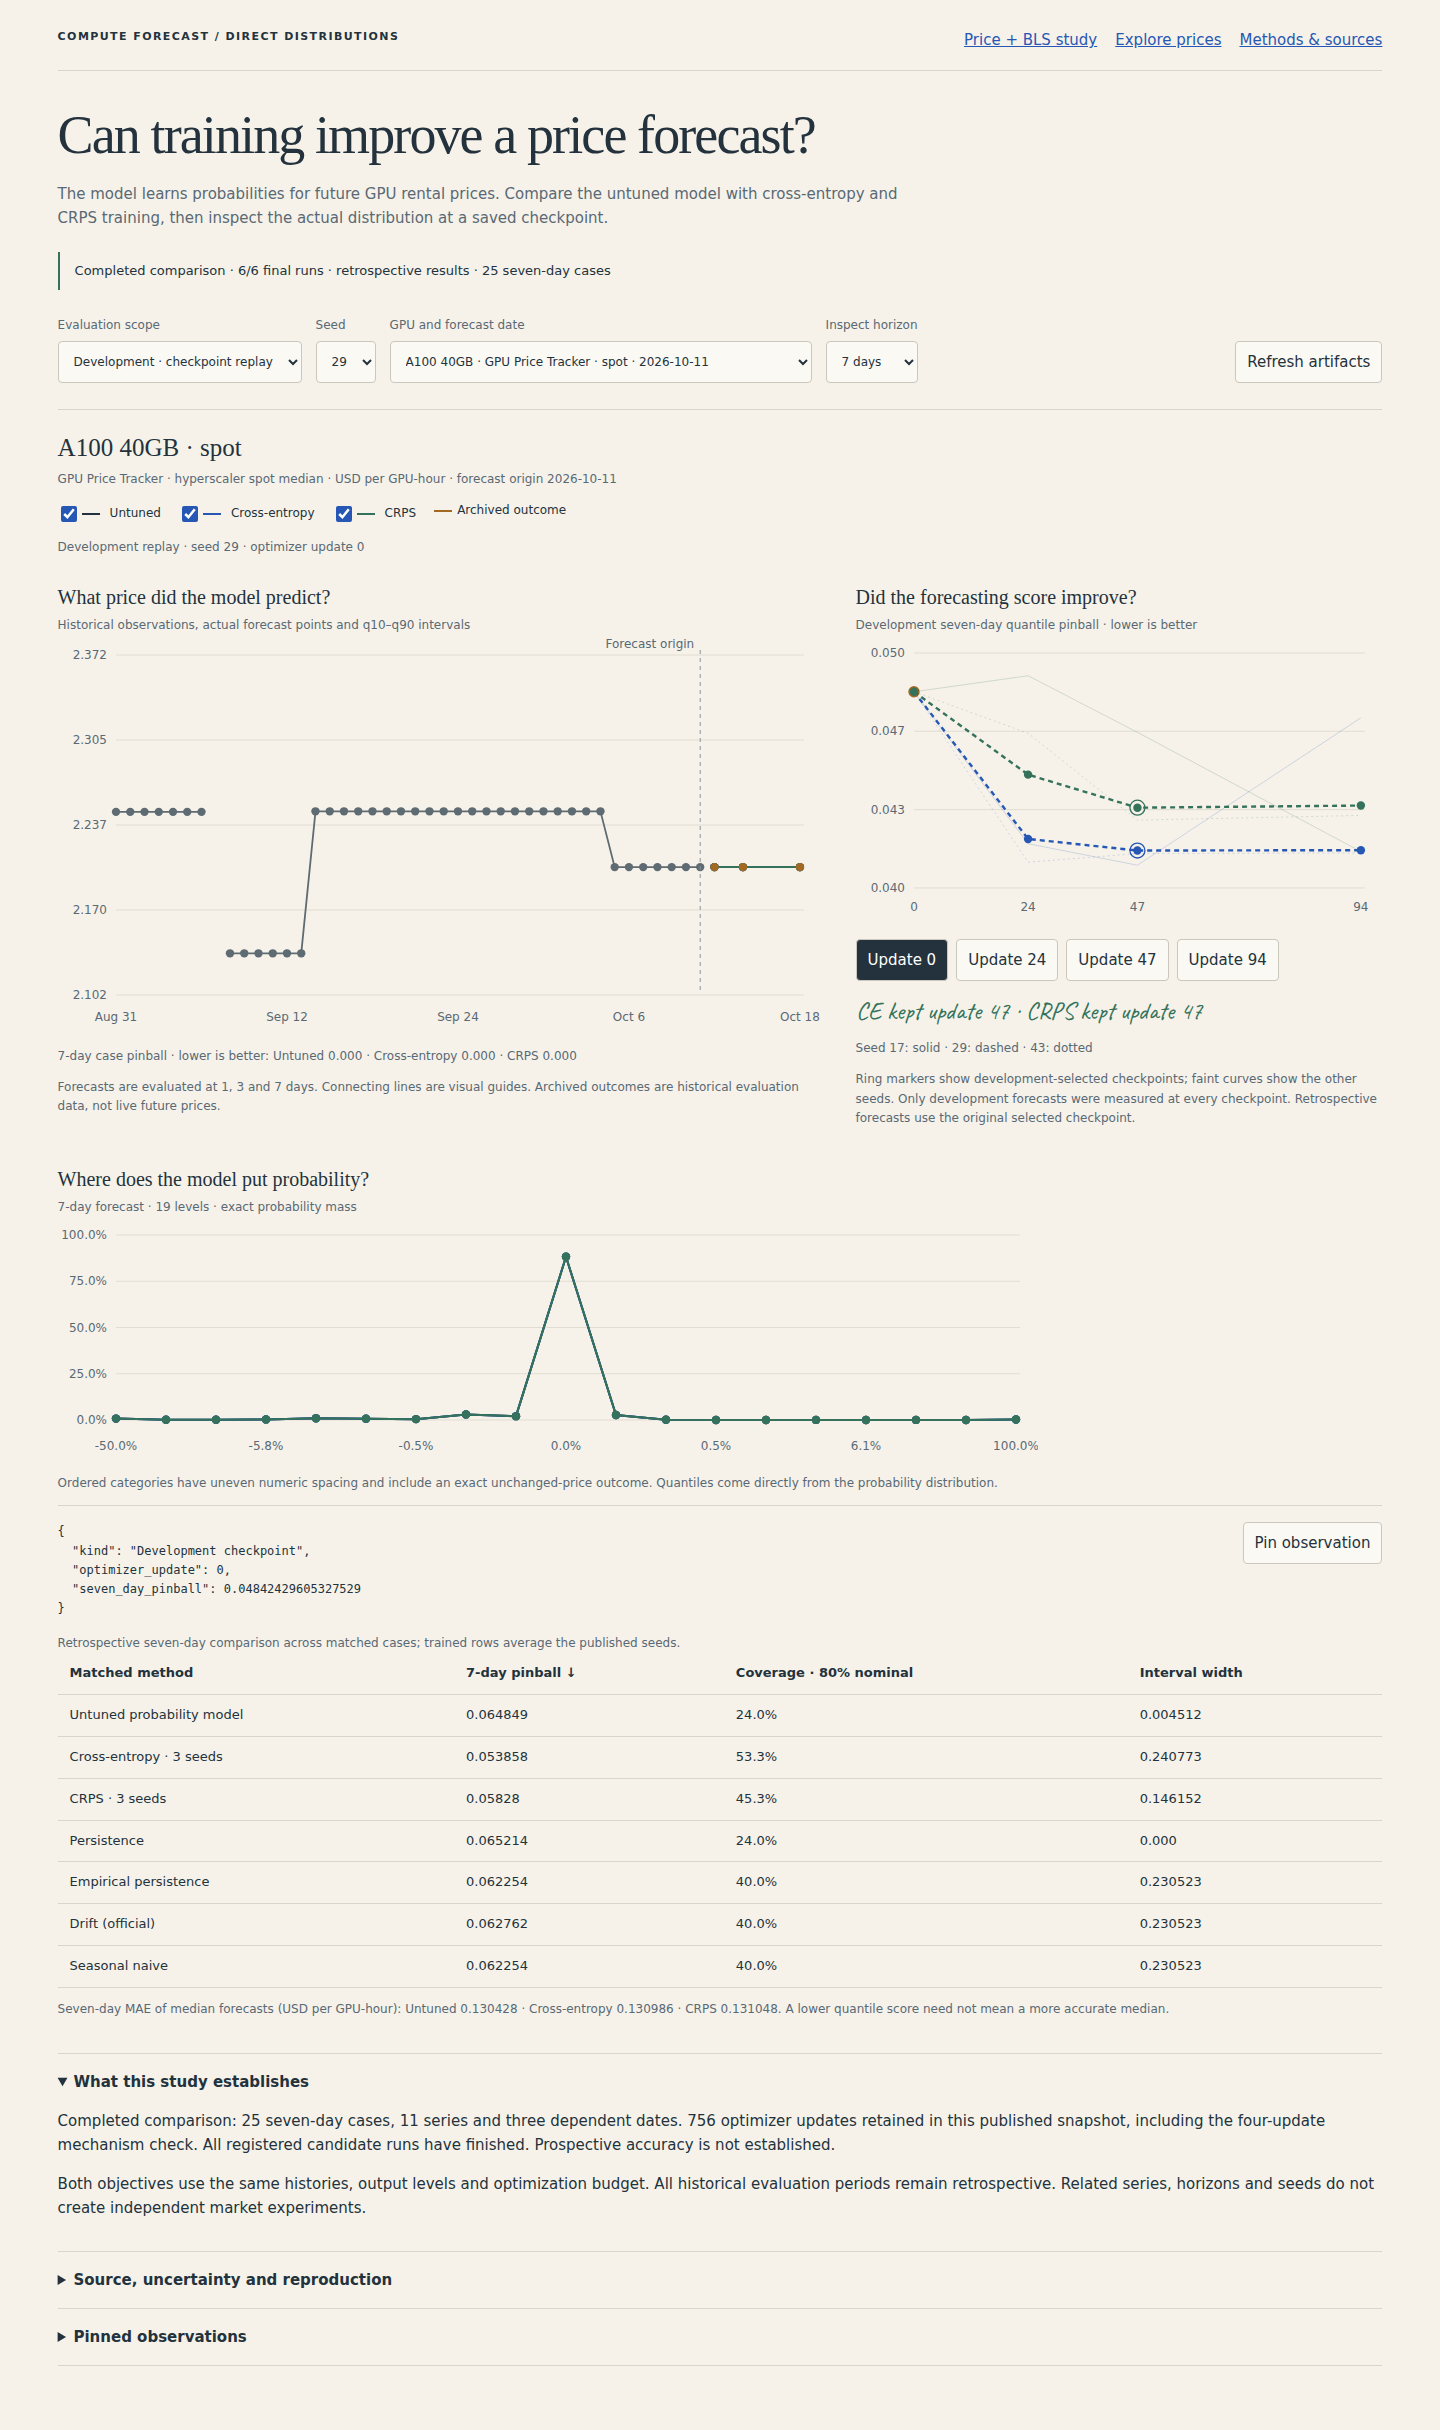 COMPUTE FORECAST / DIRECT DISTRIBUTIONS
Price + BLS study Explore prices Methods & sources
Can training improve a price forecast?
The model learns probabilities for future GPU rental prices. Compare the untuned model with cross-entropy and
CRPS training, then inspect the actual distribution at a saved checkpoint.
Completed comparison · 6/6 final runs · retrospective results · 25 seven-day cases
Evaluation scope Seed GPU and forecast date Inspect horizon
Development · checkpoint replay 29 A100 40GB · GPU Price Tracker · spot · 2026-10-11 7 days Refresh artifacts
A100 40GB · spot
GPU Price Tracker · hyperscaler spot median · USD per GPU-hour · forecast origin 2026-10-11
Untuned Cross-entropy CRPS Archived outcome
Development replay · seed 29 · optimizer update 0
What price did the model predict?
Historical observations, actual forecast points and q10–q90 intervals
Forecast origin
2.372
2.305
2.237
2.170
2.102
Aug 31 Sep 12 Sep 24 Oct 6 Oct 18
7-day case pinball · lower is better: Untuned 0.000 · Cross-entropy 0.000 · CRPS 0.000
Forecasts are evaluated at 1, 3 and 7 days. Connecting lines are visual guides. Archived outcomes are historical evaluation
data, not live future prices.
Did the forecasting score improve?
Development seven-day quantile pinball · lower is better
0.050
0.047
0.043
0.040
0 24 47 94
Update 0 Update 24 Update 47 Update 94
CE kept update 47 · CRPS kept update 47
Seed 17: solid · 29: dashed · 43: dotted
Ring markers show development-selected checkpoints; faint curves show the other
seeds. Only development forecasts were measured at every checkpoint. Retrospective
forecasts use the original selected checkpoint.
Where does the model put probability?
7-day forecast · 19 levels · exact probability mass
100.0%
75.0%
50.0%
25.0%
0.0%
-50.0% -5.8% -0.5% 0.0% 0.5% 6.1% 100.0%
Ordered categories have uneven numeric spacing and include an exact unchanged-price outcome. Quantiles come directly from the probability distribution.
{
"kind": "Development checkpoint",
"optimizer_update": 0,
"seven_day_pinball": 0.04842429605327529
}
Pin observation
Retrospective seven-day comparison across matched cases; trained rows average the published seeds.
Matched method 7-day pinball ↓ Coverage · 80% nominal Interval width
Untuned probability model 0.064849 24.0% 0.004512
Cross-entropy · 3 seeds 0.053858 53.3% 0.240773
CRPS · 3 seeds 0.05828 45.3% 0.146152
Persistence 0.065214 24.0% 0.000
Empirical persistence 0.062254 40.0% 0.230523
Drift (official) 0.062762 40.0% 0.230523
Seasonal naive 0.062254 40.0% 0.230523
Seven-day MAE of median forecasts (USD per GPU-hour): Untuned 0.130428 · Cross-entropy 0.130986 · CRPS 0.131048. A lower quantile score need not mean a more accurate median.
What this study establishes
Completed comparison: 25 seven-day cases, 11 series and three dependent dates. 756 optimizer updates retained in this published snapshot, including the four-update
mechanism check. All registered candidate runs have finished. Prospective accuracy is not established.
Both objectives use the same histories, output levels and optimization budget. All historical evaluation periods remain retrospective. Related series, horizons and seeds do not
create independent market experiments.
Source, uncertainty and reproduction
Pinned observations